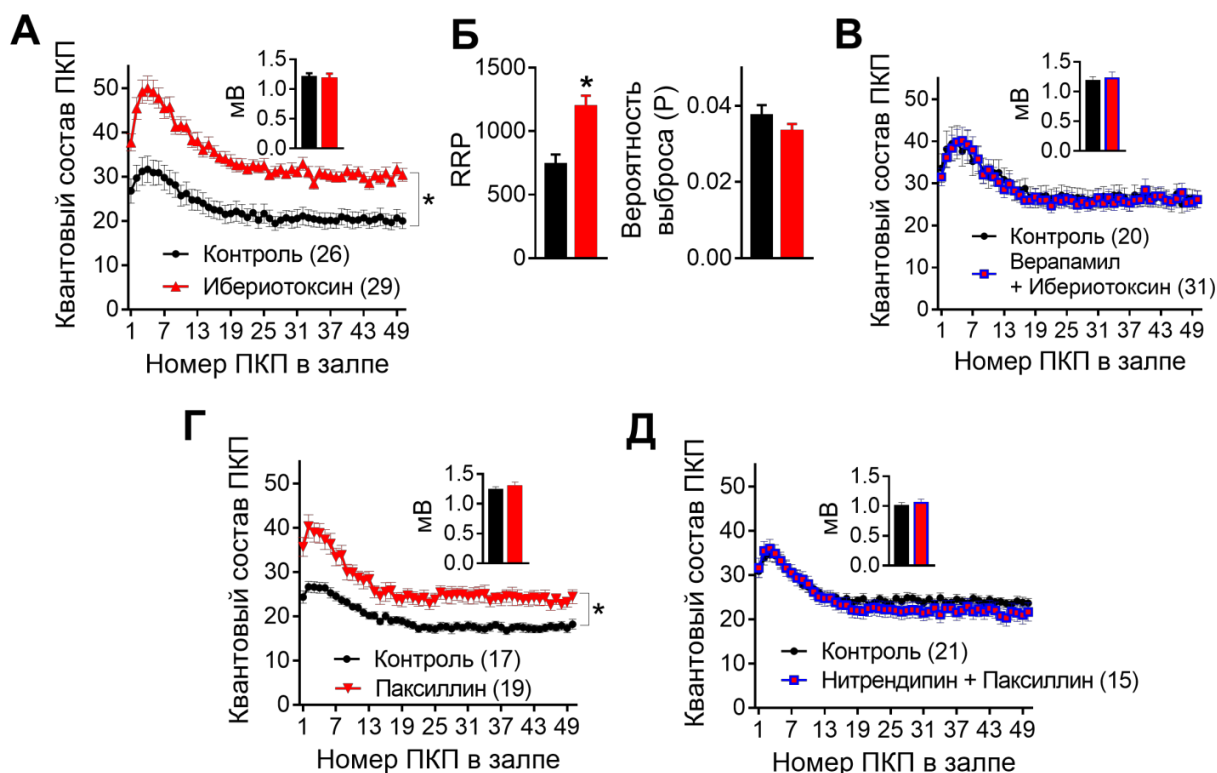 А
Квантовый состав ПКП
50
40
30
20
10
0
мВ
1.5
1.0
0.5
0.0
*
Контроль (26)
Ибериотоксин (29)
1 7 13 19 25 31 37 43 49
Номер ПКП в залпе
Б
RRP
1500
1000
500
0
*
Вероятность
выброса (P)
0.04
0.02
0.00
В
Квантовый состав ПКП
50
40
30
20
10
0
мВ
1.5
1.0
0.5
0.0
Контроль (20)
Верапамил
+ Ибериотоксин (31)
1 7 13 19 25 31 37 43 49
Номер ПКП в залпе
Г
Квантовый состав ПКП
50
40
30
20
10
0
мВ
1.5
1.0
0.5
0.0
*
Контроль (17)
Паксиллин (19)
1 7 13 19 25 31 37 43 49
Номер ПКП в залпе
Д
Квантовый состав ПКП
50
40
30
20
10
0
мВ
1.5
1.0
0.5
0.0
Контроль (21)
Нитрендипин + Паксиллин (15)
1 7 13 19 25 31 37 43 49
Номер ПКП в залпе